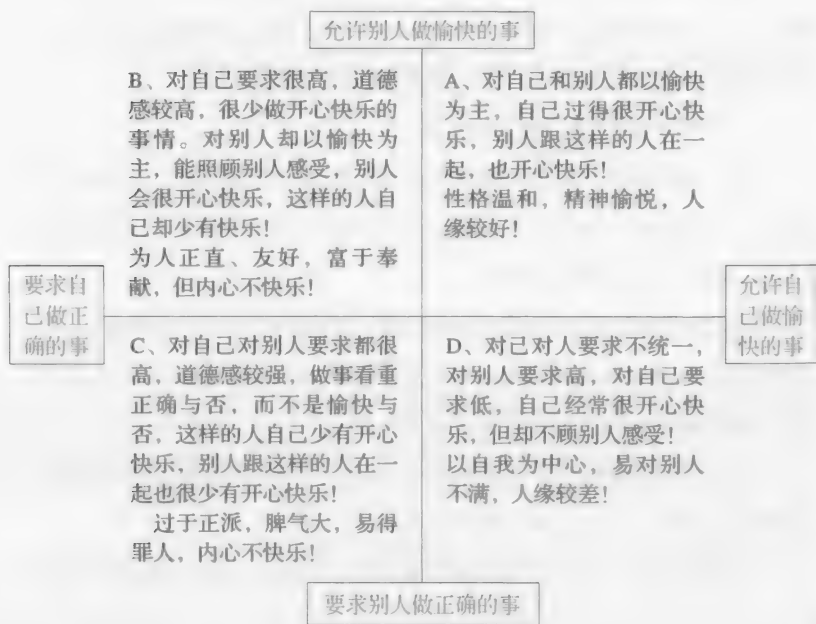 允许别人做愉快的事
B、对自己要求很高，道德
感较高，很少做开心快乐的
事情。对别人却以愉快为
主，能照顾别人感受，别人
会很开心快乐，这样的人自
己却少有快乐！
为人正直、友好，富于奉
献，但内心不快乐！
A、对自己和别人都以愉快
为主，自己过得很开心快
乐，别人跟这样的人在一
起，也开心快乐！
性格温和，精神愉悦，人
缘较好！
要求自
己做正
确的事
允许自
己做愉
快的事
C、对自己对别人要求都很
高，道德感较强，做事看重
正确与否，而不是愉快与
否，这样的人自己少有开心
快乐，别人跟这样的人在一
起也很少有开心快乐！
过于正派，脾气大，易得
罪人，内心不快乐！
D、对己对人要求不统一，
对别人要求高，对自己要
求低，自己经常很开心快
乐，但却不顾别人感受！
以自我为中心，易对别人
不满，人缘较差！
要求别人做正确的事